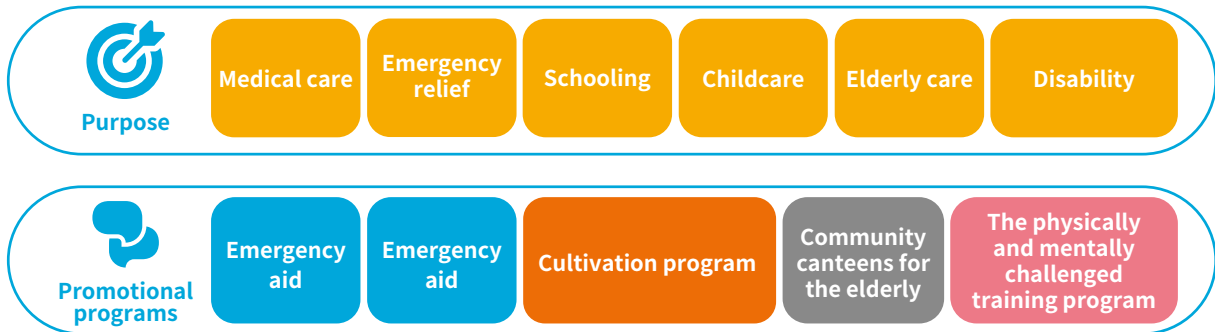 Purpose
Medical care
Emergency
relief
Schooling
Childcare
Elderly care
Disability
Promotional
programs
Emergency
aid
Emergency
aid
Cultivation program
Community
canteens for
the elderly
The physically
and mentally
challenged
training program